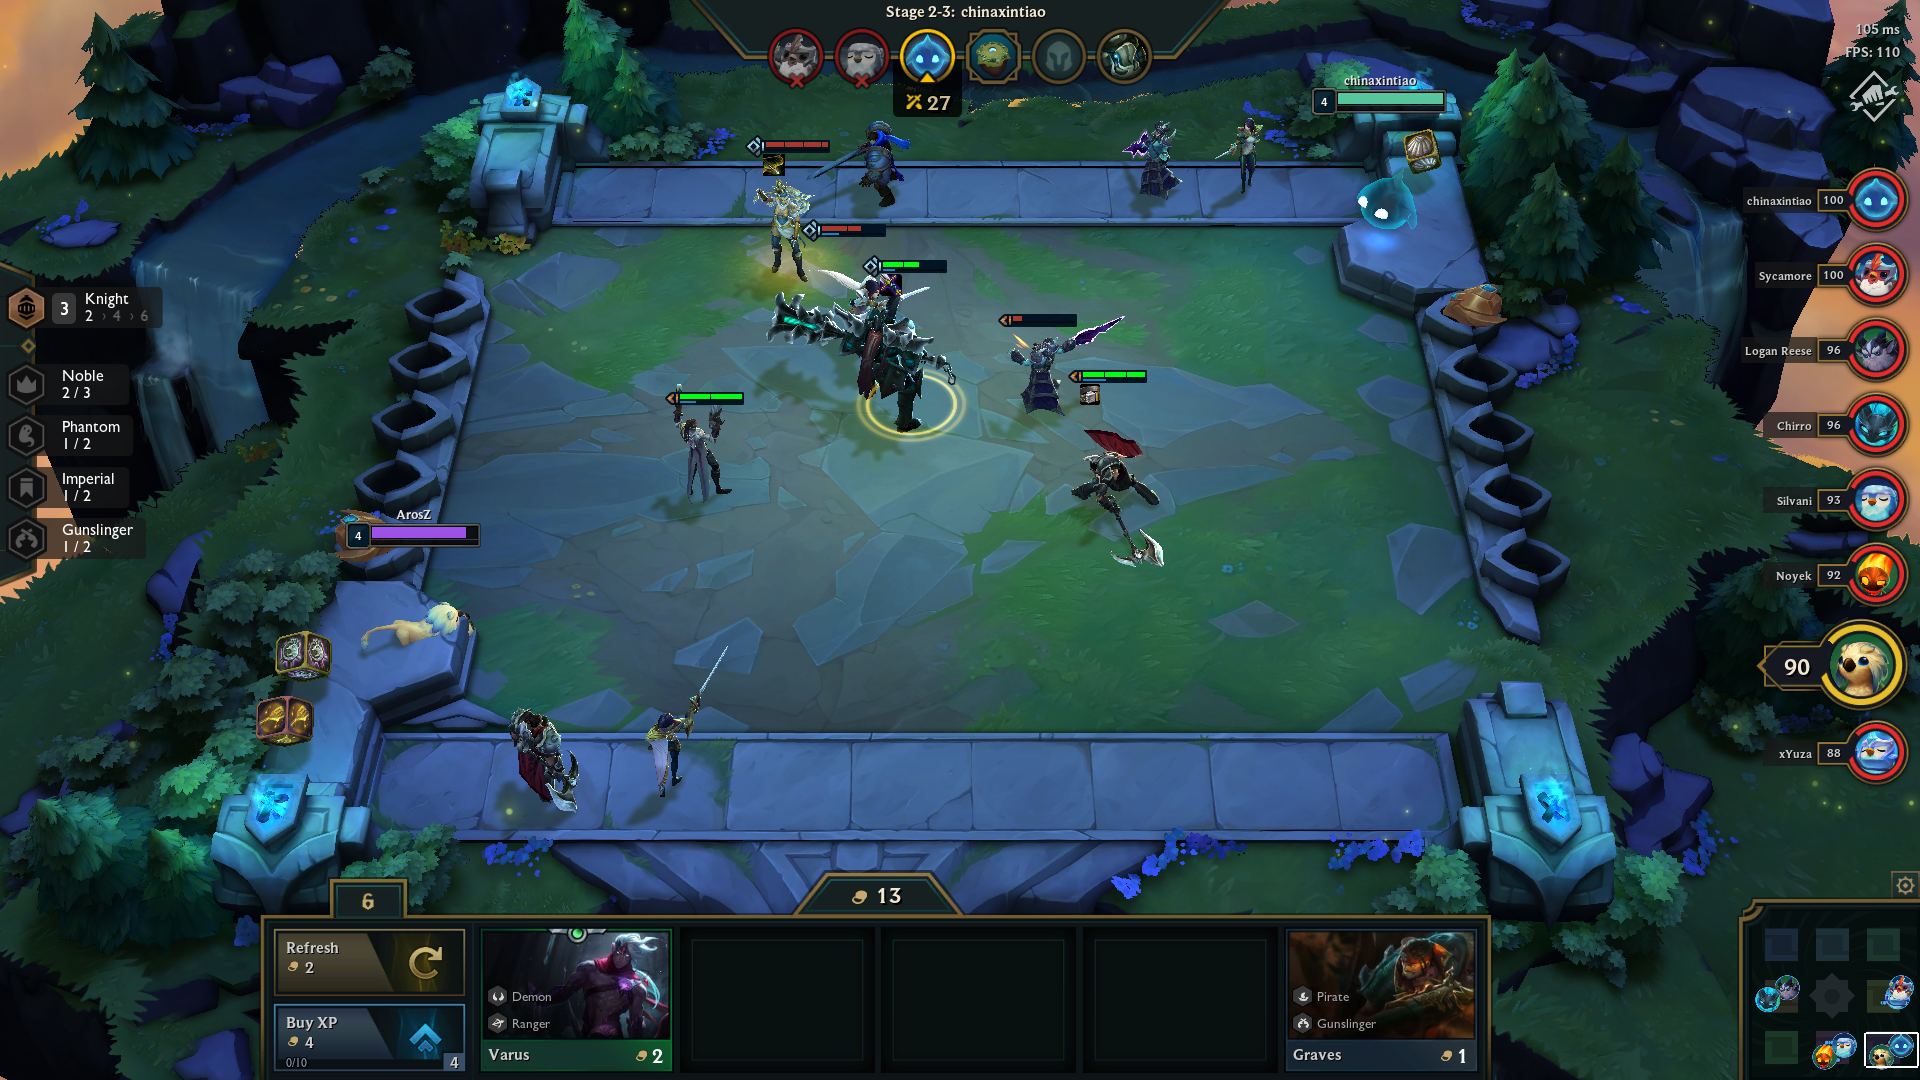 Stage 2-3: chinaxintiao
27
105 ms
FPS: 110
chinaxintiao
4
chinaxintiao 100
Sycamore 100
Logan Reese 96
Chirro 96
Silvani 93
Noyek 92
90
xYuza 88
3 Knight
2 › 4 › 6
Noble
2 / 3
Phantom
1 / 2
Imperial
1 / 2
Gunslinger
1 / 2
ArosZ
4
6
13
Refresh
2
Buy XP
4
0/10
4
Demon
Ranger
Varus 2
Pirate
Gunslinger
Graves 1